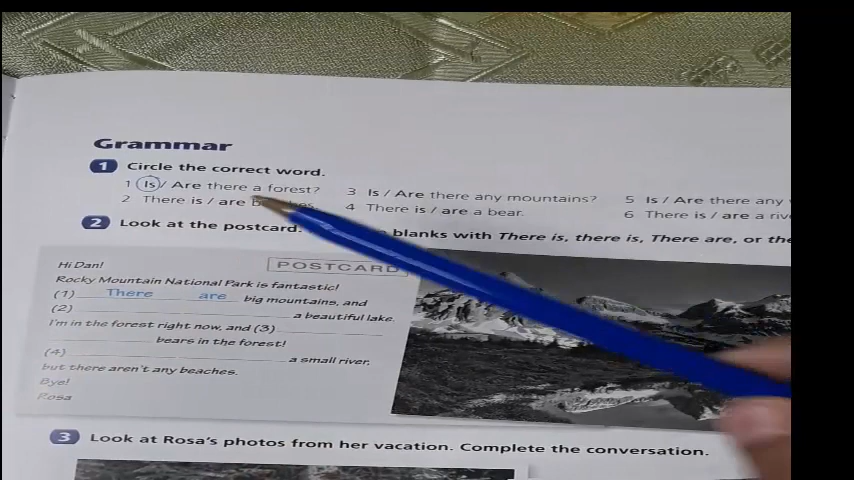 Grammar
1 Circle the correct word.
1 Is / Are there a forest?
2 There is / are
3 Is / Are there any mountains?
4 There is / are a bear.
5 Is / Are there any
6 There is / are a
2 Look at the postcard. blanks with There is, there is, There are, or
POSTCARD
Hi Dan!
Rocky Mountain National Park is fantastic!
(1) There are big mountains, and
(2) a beautiful lake.
I'm in the forest right now, and (3)
bears in the forest!
(4) a small river,
but there aren't any beaches.
Bye!
Rosa
3 Look at Rosa's photos from her vacation. Complete the conversation.